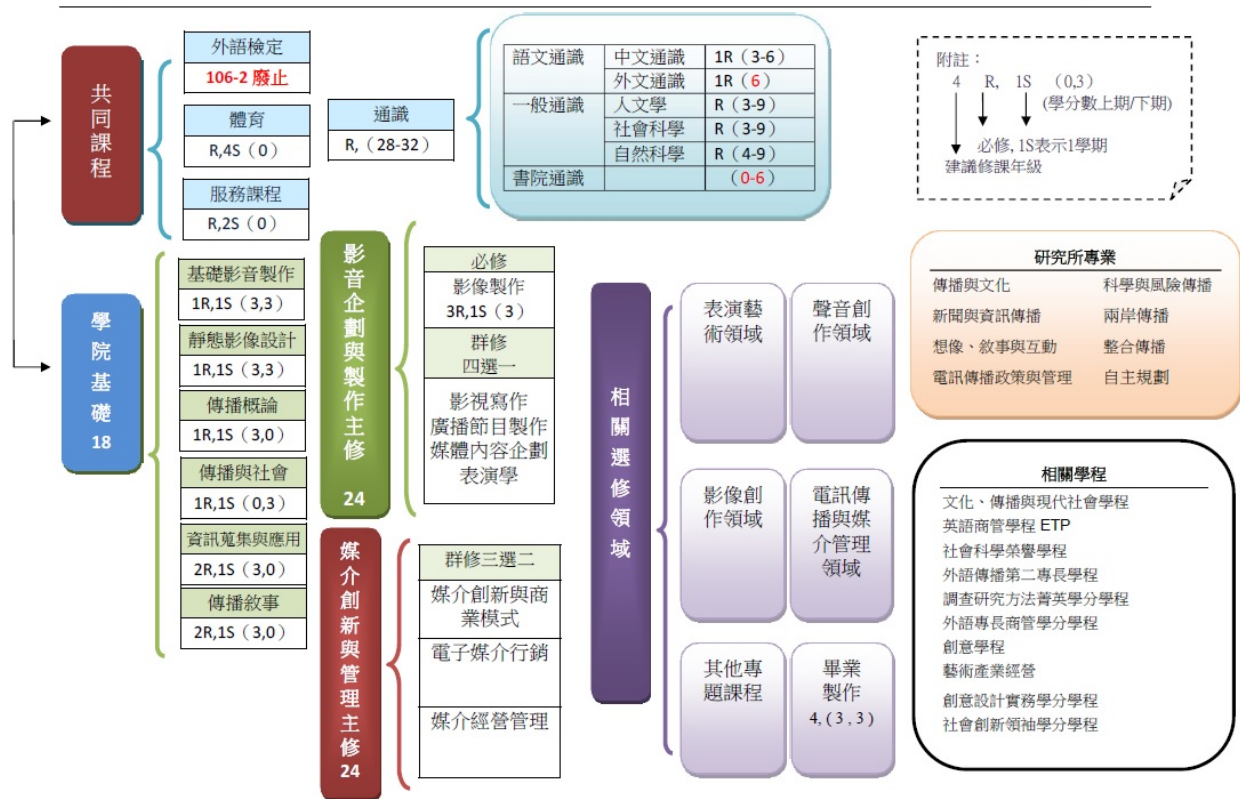 共同課程
外語檢定
106-2 廢止
體育
R,4S（0）
服務課程
R,2S（0）
通識
R,（28-32）
語文通識 中文通識 1R（3-6）
外文通識 1R（6）
一般通識 人文學 R（3-9）
社會科學 R（3-9）
自然科學 R（4-9）
書院通識 （0-6）
附註：
4 R, 1S （0,3）
(學分數上期/下期)
必修, 1S表示1學期
建議修課年級
學院基礎
18
基礎影音製作
1R,1S（3,3）
靜態影像設計
1R,1S（3,3）
傳播概論
1R,1S（3,0）
傳播與社會
1R,1S（0,3）
資訊蒐集與應用
2R,1S（3,0）
傳播敘事
2R,1S（3,0）
影音企劃與製作主修
24
必修
影像製作
3R,1S（3）
群修
四選一
影視寫作
廣播節目製作
媒體內容企劃
表演學
媒介創新與管理主修
24
群修三選二
媒介創新與商
業模式
電子媒介行銷
媒介經營管理
相關選修領域
表演藝
術領域
聲音創
作領域
影像創
作領域
電訊傳
播與媒
介管理
領域
其他專
題課程
畢業
製作
4,(3,3)
研究所專業
傳播與文化 科學與風險傳播
新聞與資訊傳播 兩岸傳播
想像、敘事與互動 整合傳播
電訊傳播政策與管理 自主規劃
相關學程
文化、傳播與現代社會學程
英語商管學程 ETP
社會科學榮譽學程
外語傳播第二專長學程
調查研究方法菁英學分學程
外語專長商管學分學程
創意學程
藝術產業經營
創意設計實務學分學程
社會創新領袖學分學程